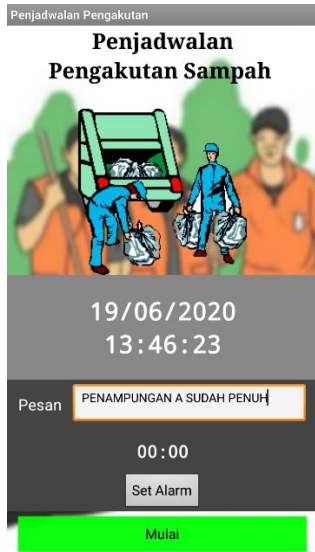 Penjadwalan Pengakutan
Penjadwalan
Pengakutan Sampah
19/06/2020
13:46:23
Pesan
PENAMPUNGAN A SUDAH PENUH
00:00
Set Alarm
Mulai